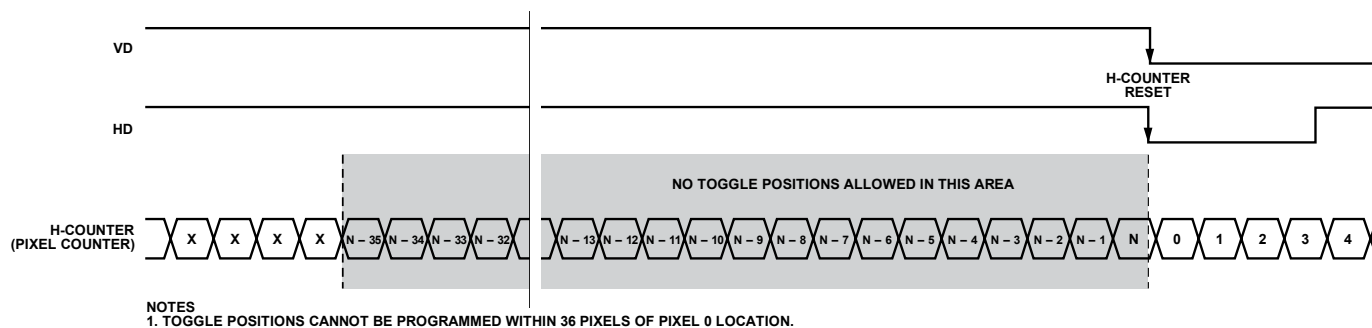 VD
H-COUNTER
RESET
HD
NO TOGGLE POSITIONS ALLOWED IN THIS AREA
H-COUNTER
(PIXEL COUNTER)
X X X X N – 35 N – 34 N – 33 N – 32 N – 13 N – 12 N – 11 N – 10 N – 9 N – 8 N – 7 N – 6 N – 5 N – 4 N – 3 N – 2 N – 1 N 0 1 2 3 4
NOTES
1. TOGGLE POSITIONS CANNOT BE PROGRAMMED WITHIN 36 PIXELS OF PIXEL 0 LOCATION.